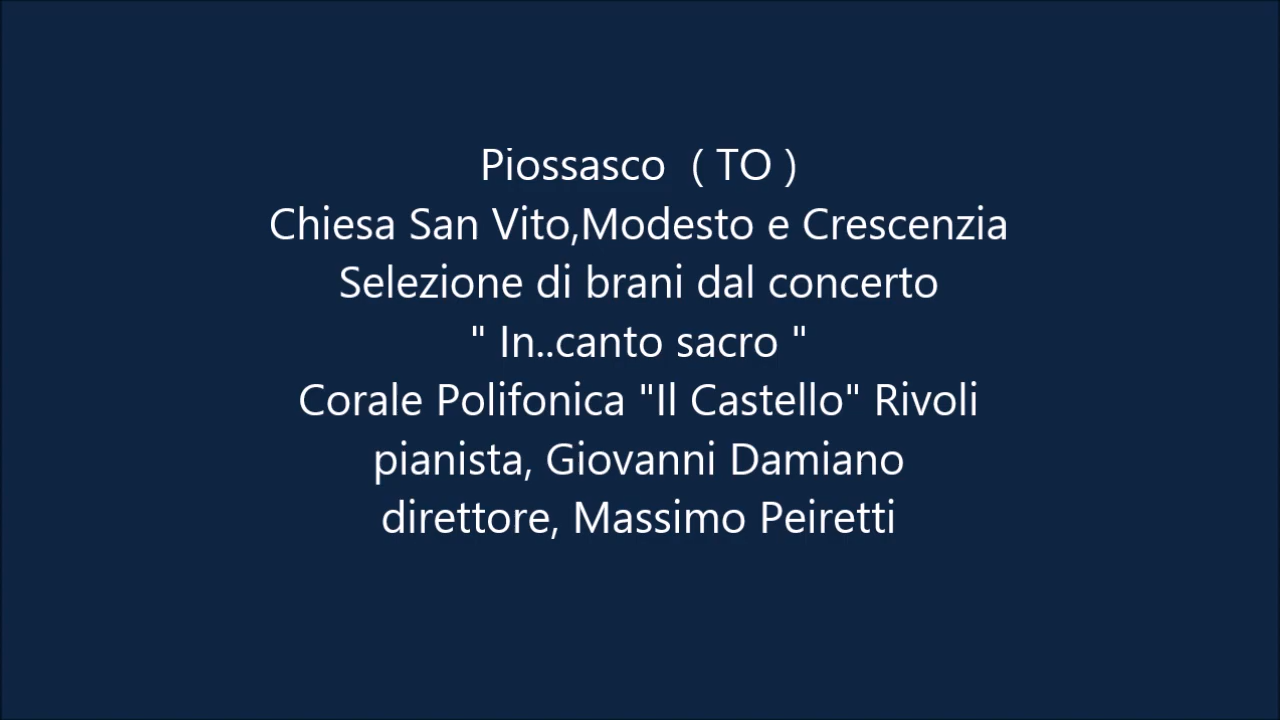 Piossasco  ( TO )
Chiesa San Vito,Modesto e Crescenzia
Selezione di brani dal concerto
" In..canto sacro "
Corale Polifonica "Il Castello" Rivoli
pianista, Giovanni Damiano
direttore, Massimo Peiretti